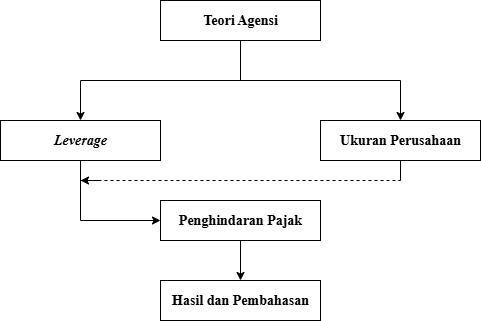 Teori Agensi
Leverage
Ukuran Perusahaan
Penghindaran Pajak
Hasil dan Pembahasan